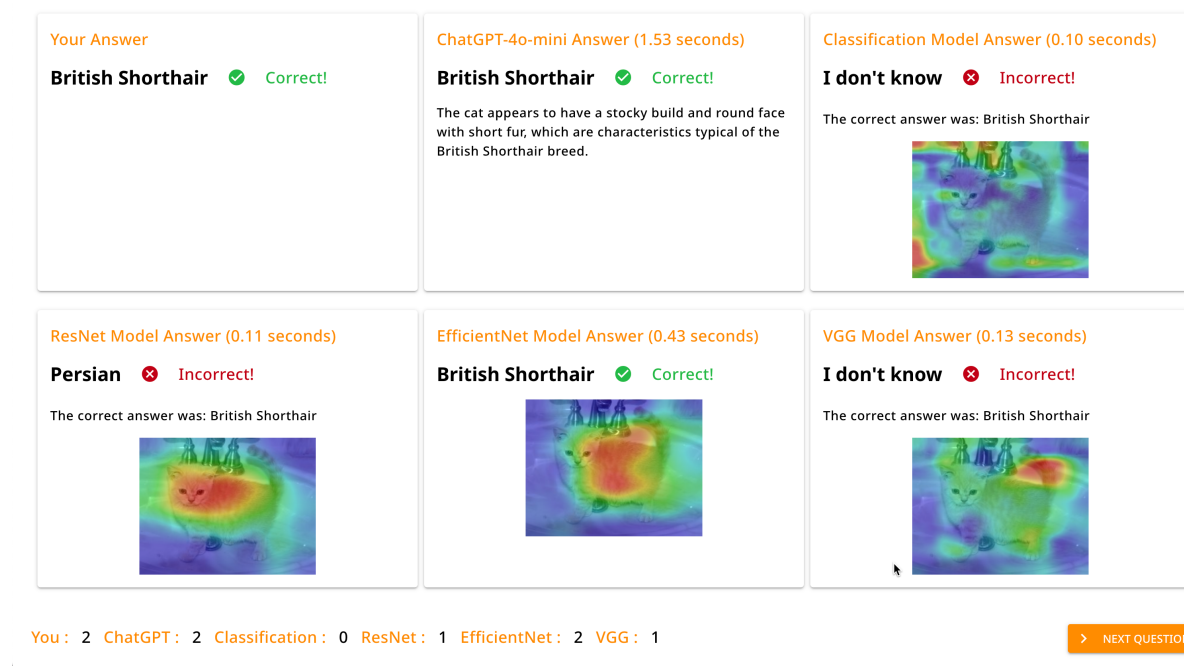 Your Answer
British Shorthair Correct!
ChatGPT-4o-mini Answer (1.53 seconds)
British Shorthair Correct!
The cat appears to have a stocky build and round face
with short fur, which are characteristics typical of the
British Shorthair breed.
Classification Model Answer (0.10 seconds)
I don't know Incorrect!
The correct answer was: British Shorthair
ResNet Model Answer (0.11 seconds)
Persian Incorrect!
The correct answer was: British Shorthair
EfficientNet Model Answer (0.43 seconds)
British Shorthair Correct!
VGG Model Answer (0.13 seconds)
I don't know Incorrect!
The correct answer was: British Shorthair
You : 2 ChatGPT : 2 Classification : 0 ResNet : 1 EfficientNet : 2 VGG : 1
NEXT QUESTIO